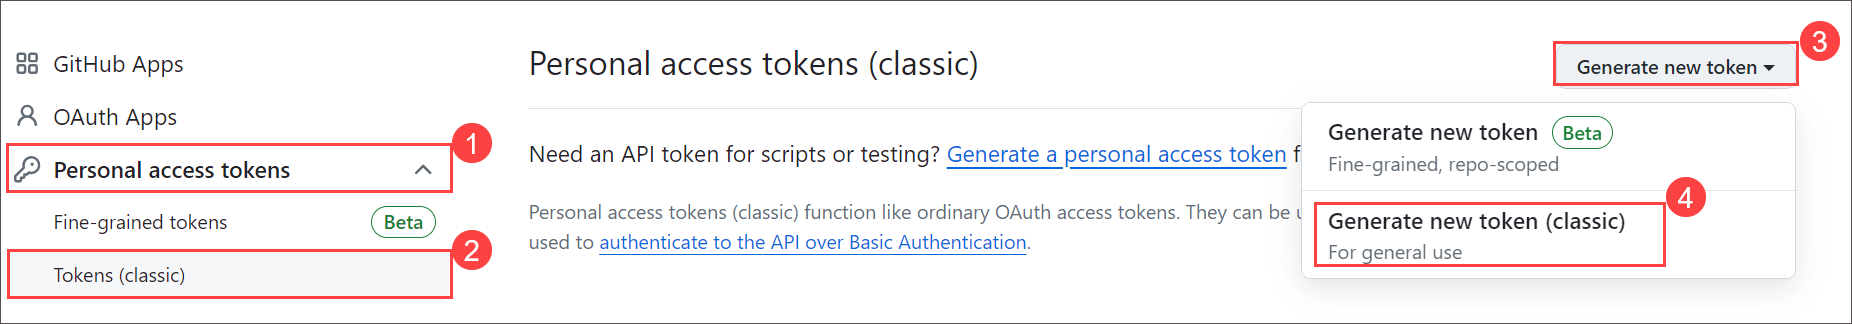 GitHub Apps
OAuth Apps
1
Personal access tokens
Fine-grained tokens Beta
2
Tokens (classic)
Personal access tokens (classic)
3
Generate new token
Need an API token for scripts or testing? Generate a personal access token f
Personal access tokens (classic) function like ordinary OAuth access tokens. They can be u
used to authenticate to the API over Basic Authentication.
Generate new token Beta
Fine-grained, repo-scoped
4
Generate new token (classic)
For general use